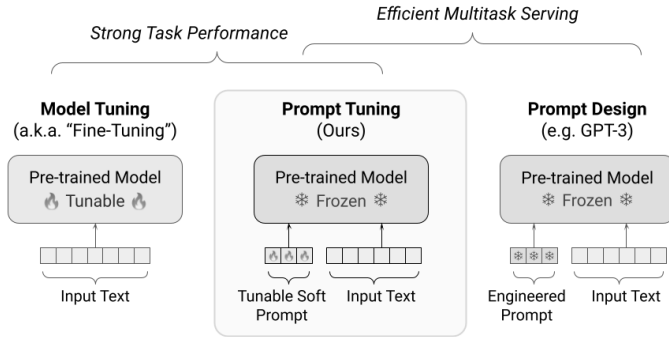 Efficient Multitask Serving
Strong Task Performance
Model Tuning
(a.k.a. “Fine-Tuning”)
Pre-trained Model
Tunable
Input Text
Prompt Tuning
(Ours)
Pre-trained Model
Frozen
Tunable Soft
Prompt
Input Text
Prompt Design
(e.g. GPT-3)
Pre-trained Model
Frozen
Engineered
Prompt
Input Text